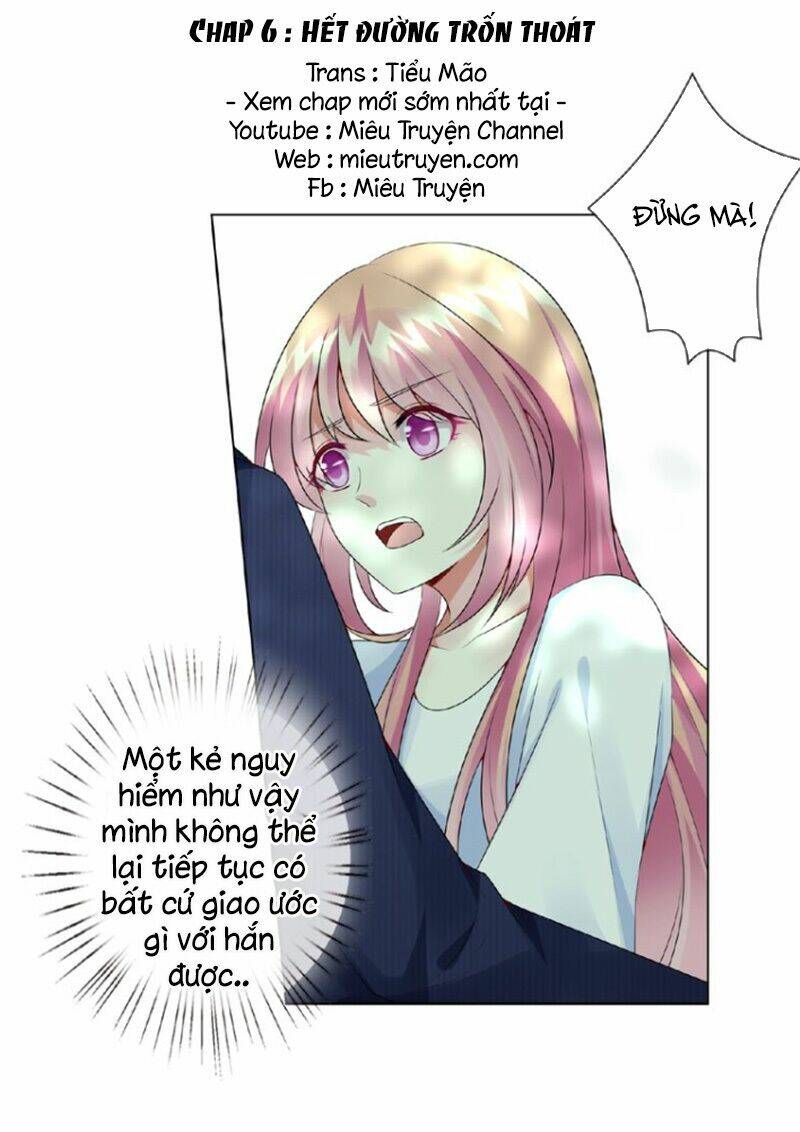 CHAP 6 : HẾT ĐƯỜNG TRỐN THOÁT
Trans : Tiểu Mão
- Xem chap mới sớm nhất tại -
Youtube : Miêu Truyện Channel
Web : mieutruyen.com
Fb : Miêu Truyện
ĐỪNG MÀ!
Một kẻ nguy
hiểm như vậy
mình không thể
lại tiếp tục có
bất cứ giao ước
gì với hắn
được..